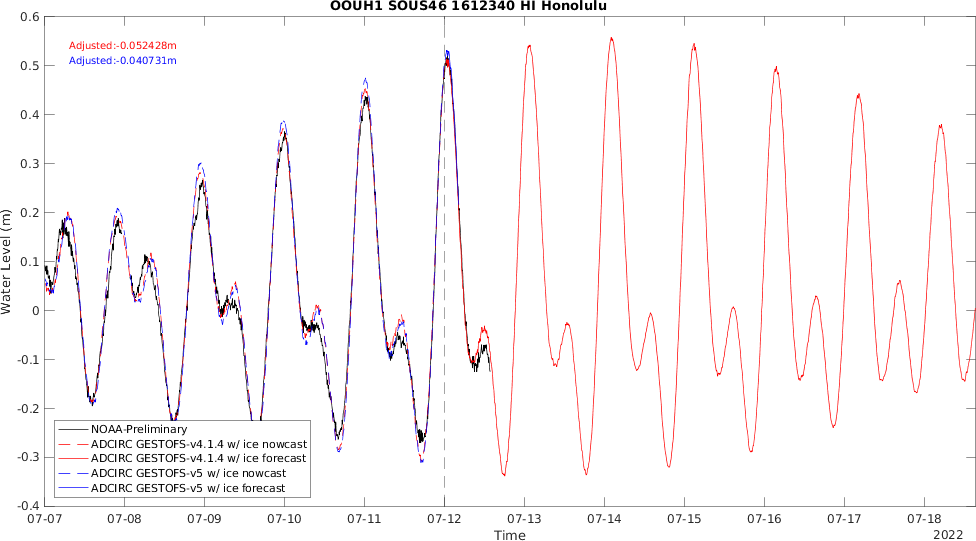 OOUH1 SOUS46 1612340 HI Honolulu
Adjusted:-0.052428m
Adjusted:-0.040731m
0.6
0.5
0.4
0.3
0.2
0.1
0
-0.1
-0.2
-0.3
-0.4
Water Level (m)
NOAA-Preliminary
ADCIRC GESTOFS-v4.1.4 w/ ice nowcast
ADCIRC GESTOFS-v4.1.4 w/ ice forecast
ADCIRC GESTOFS-v5 w/ ice nowcast
ADCIRC GESTOFS-v5 w/ ice forecast
07-07 07-08 07-09 07-10 07-11 07-12 07-13 07-14 07-15 07-16 07-17 07-18
Time
2022